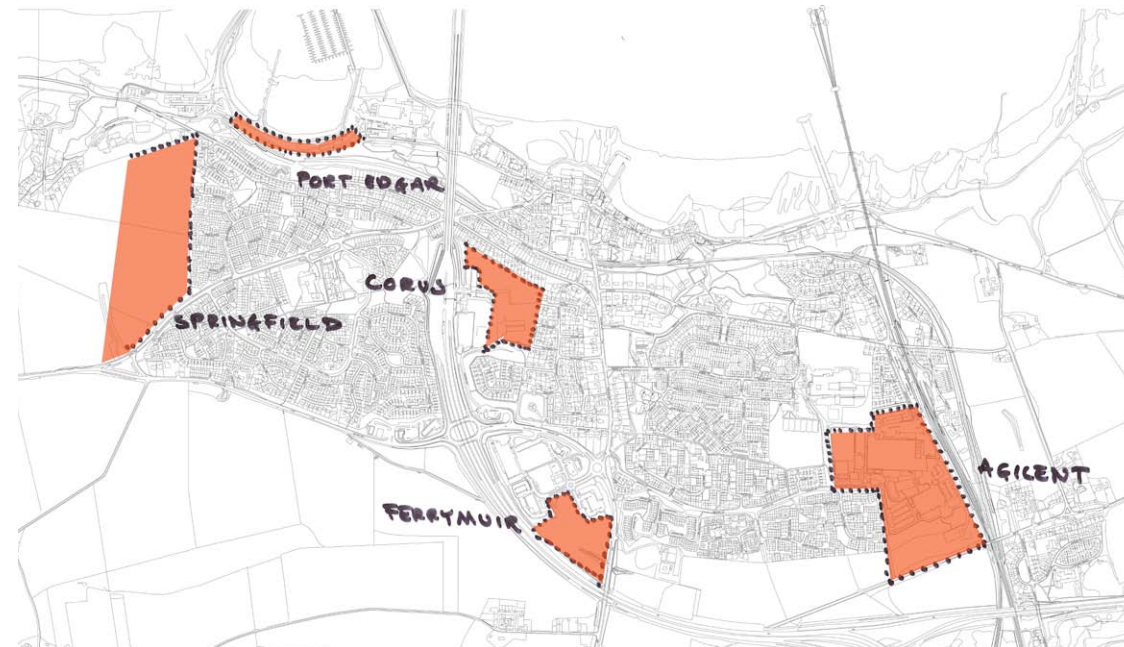 PORT EDGAR
CORUS
SPRINGFIELD
AGILENT
FERRYMUIR